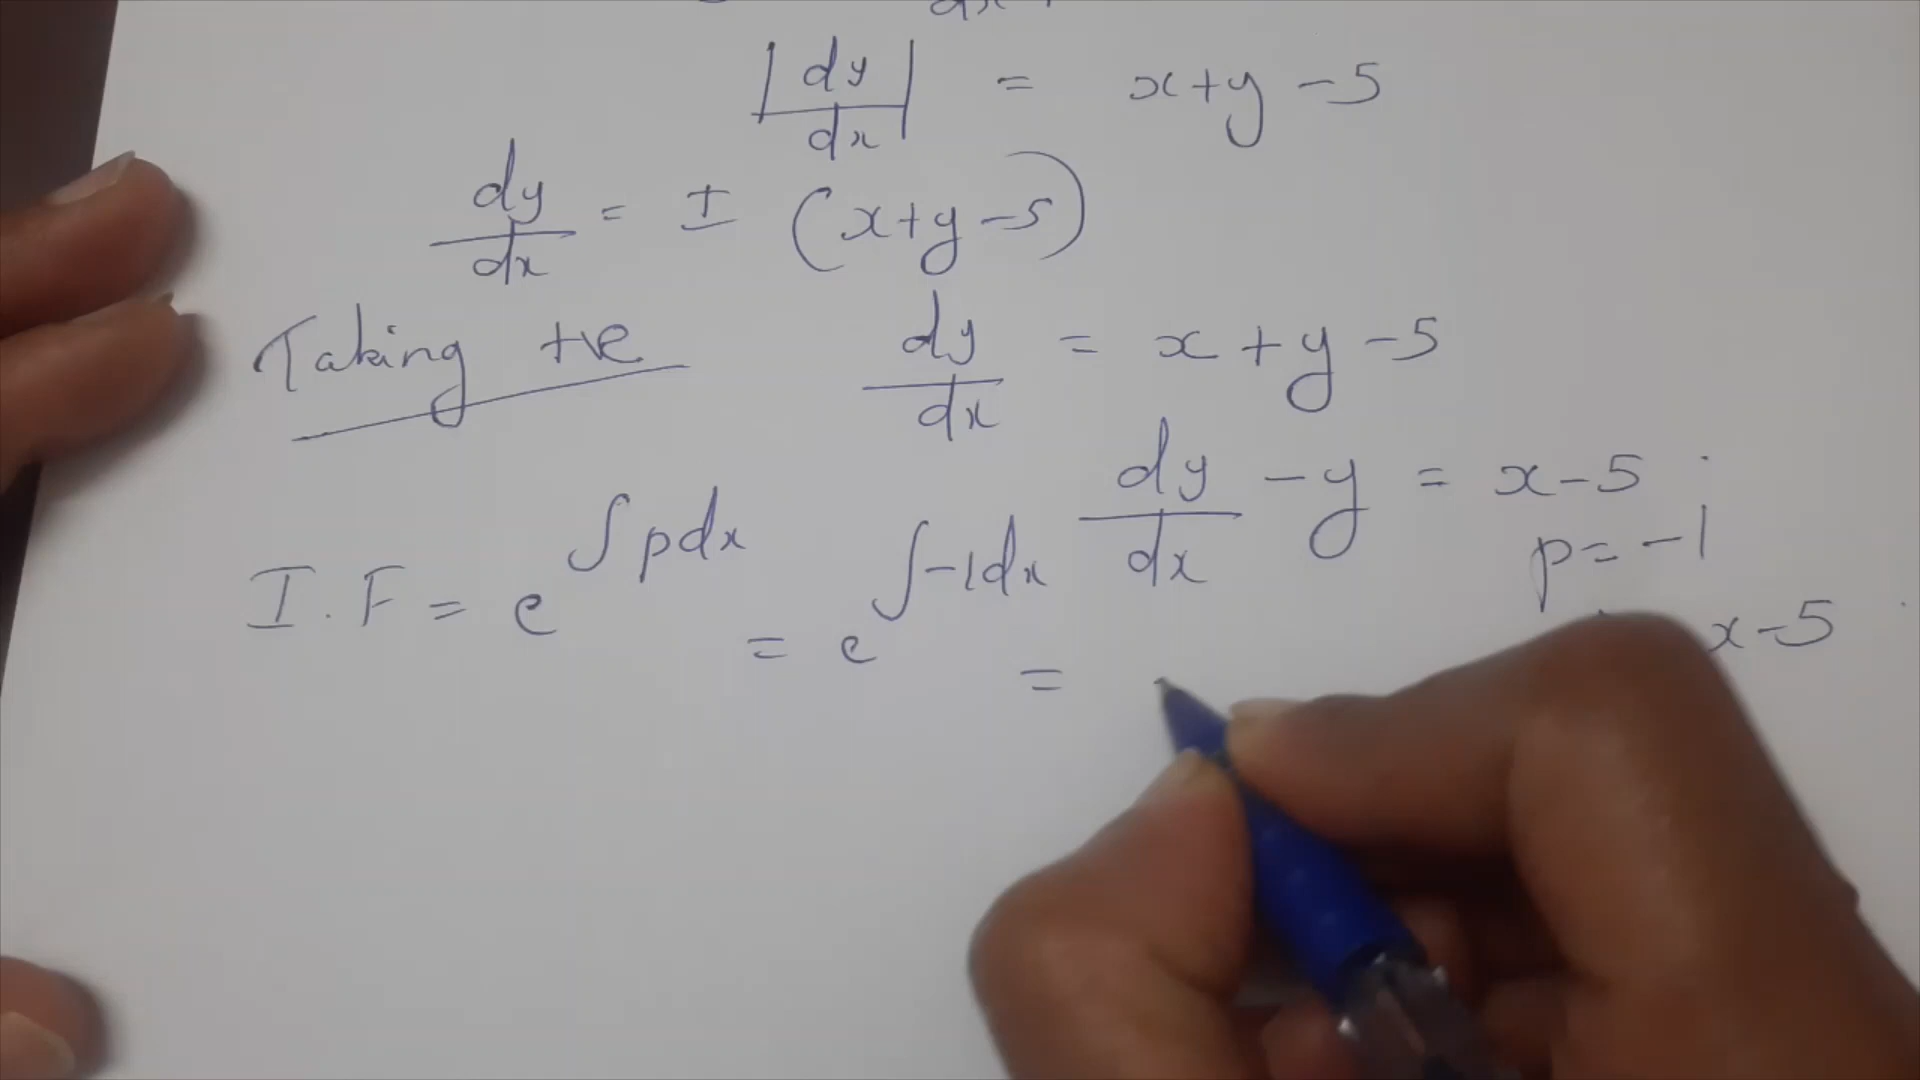 |dy/dx| = x+y-5
dy/dx = ± (x+y-5)
Taking +ve dy/dx = x+y-5
dy/dx - y = x-5
p = -1
I.F = e^∫pdx = e^∫-1dx
x-5
=